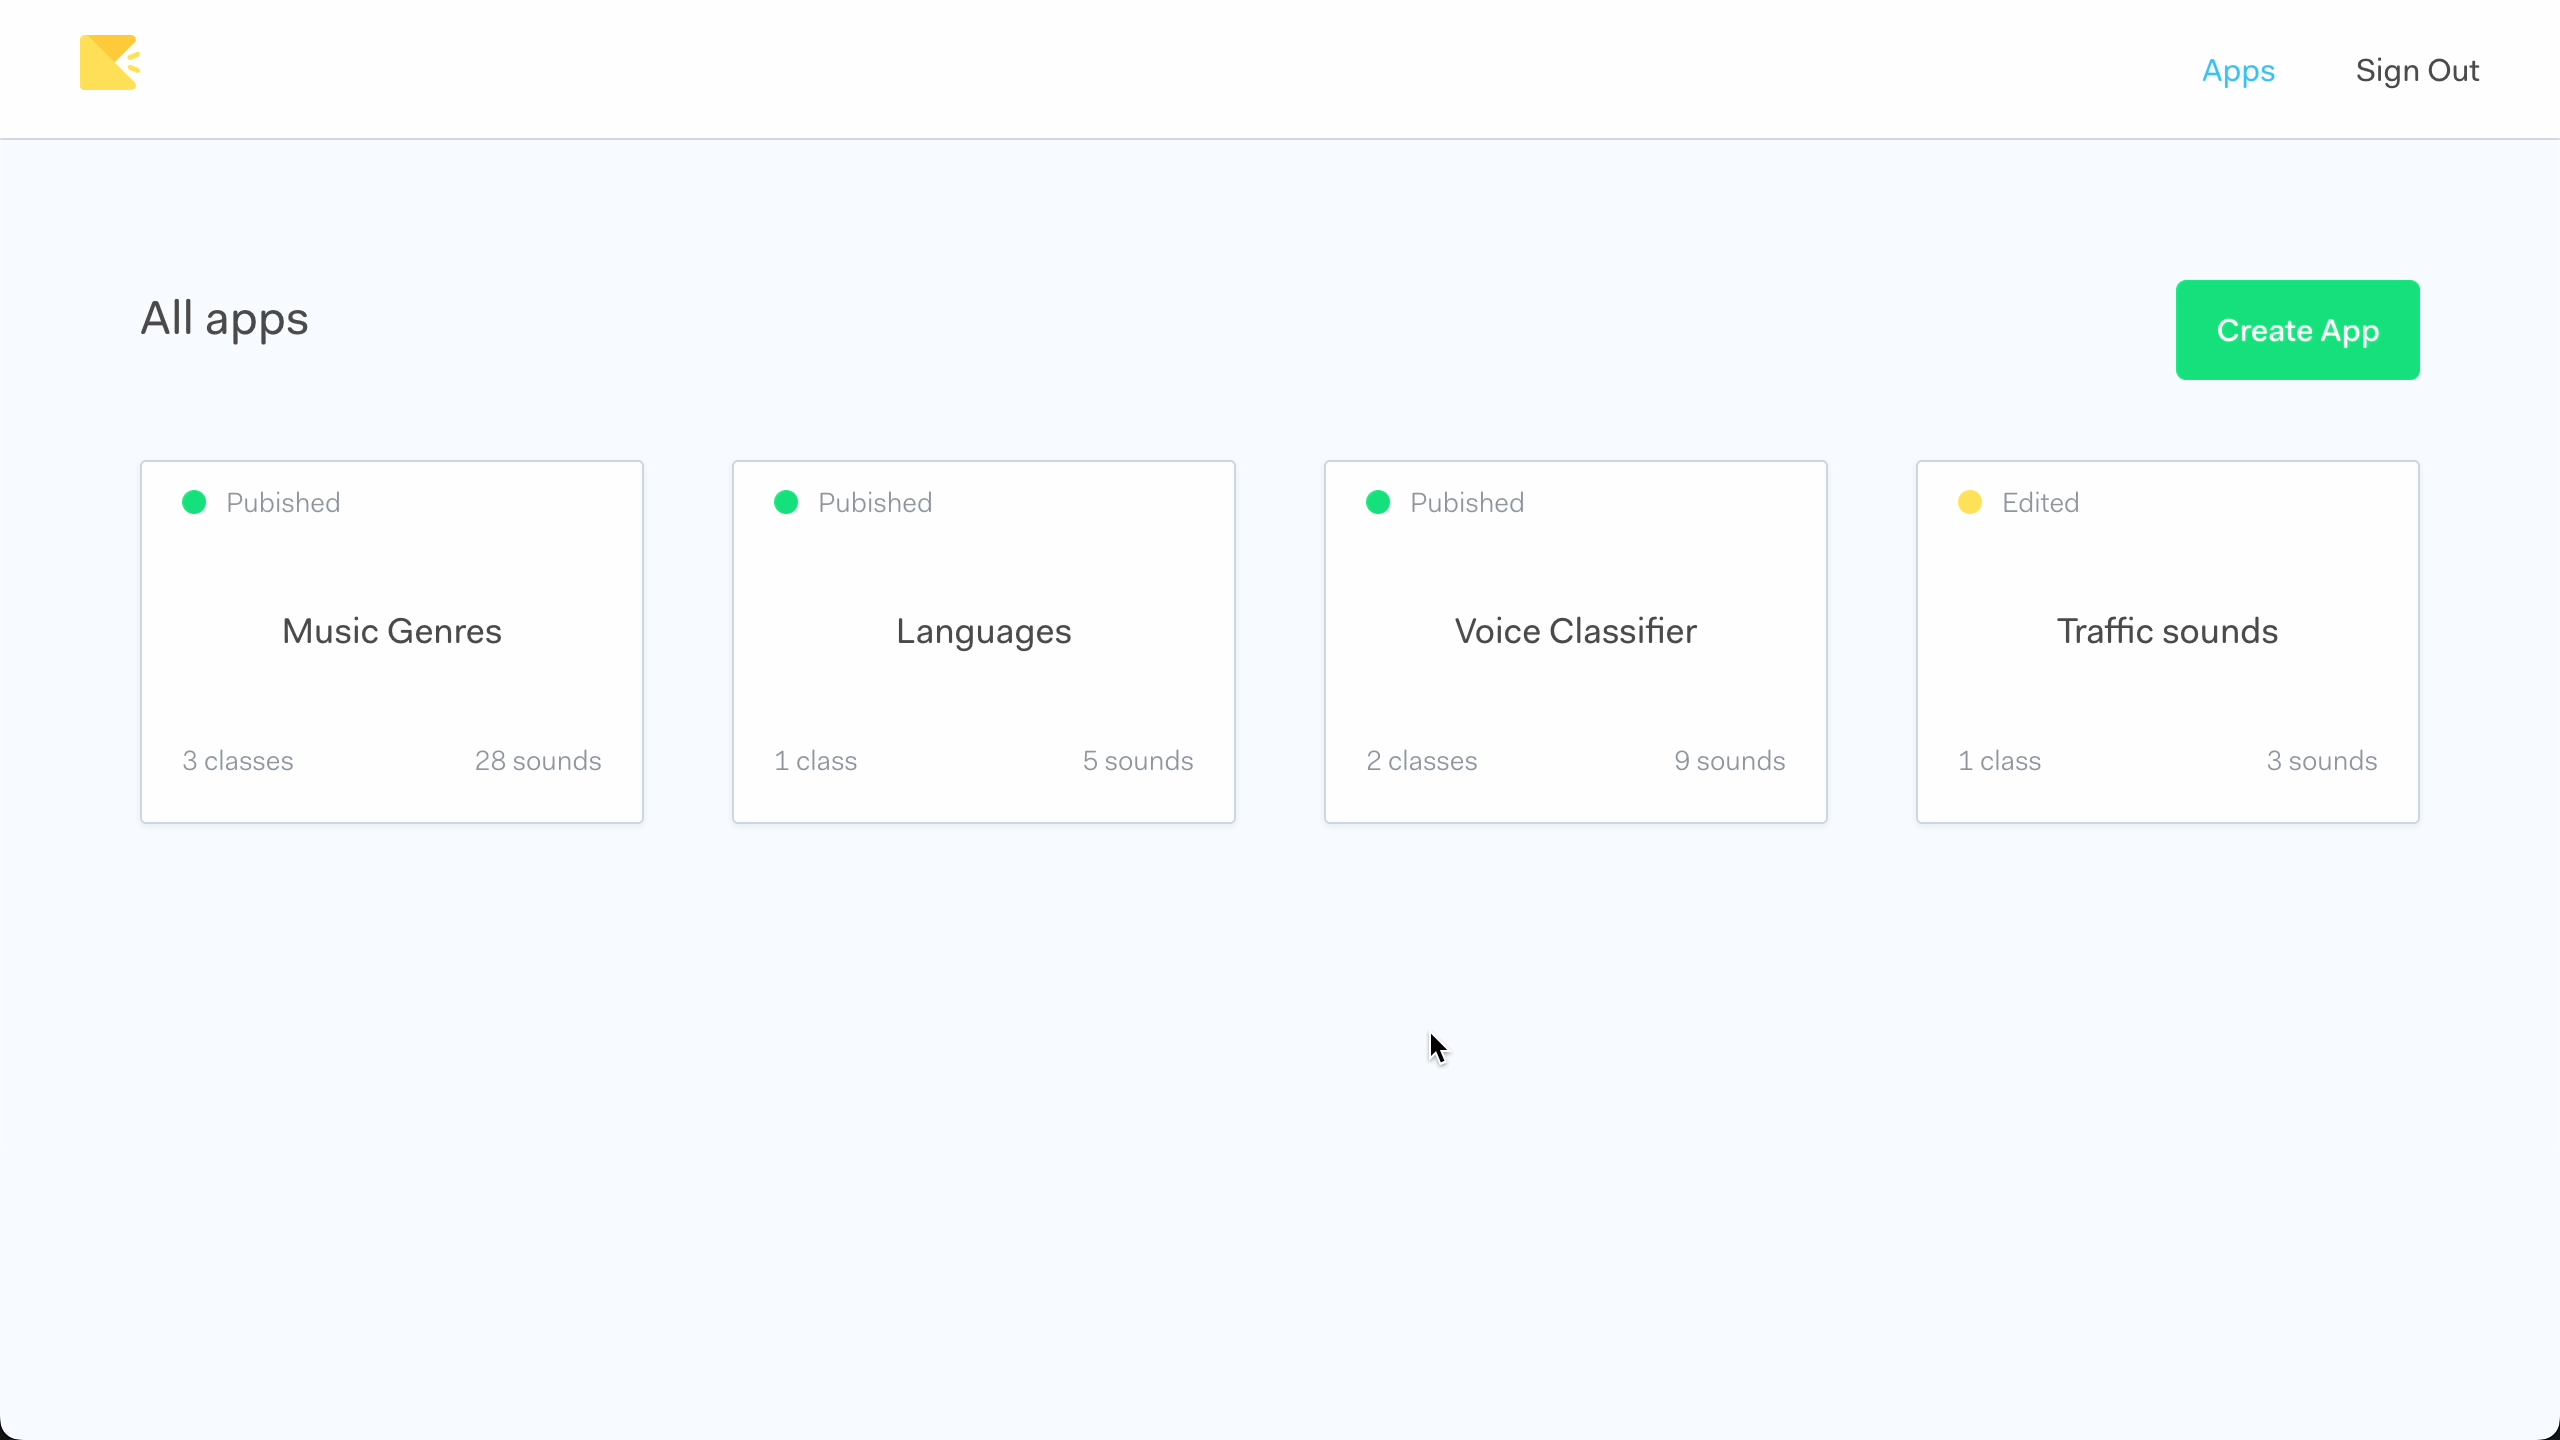 Apps Sign Out
All apps
Create App
Pubished
Music Genres
3 classes 28 sounds
Pubished
Languages
1 class 5 sounds
Pubished
Voice Classifier
2 classes 9 sounds
Edited
Traffic sounds
1 class 3 sounds